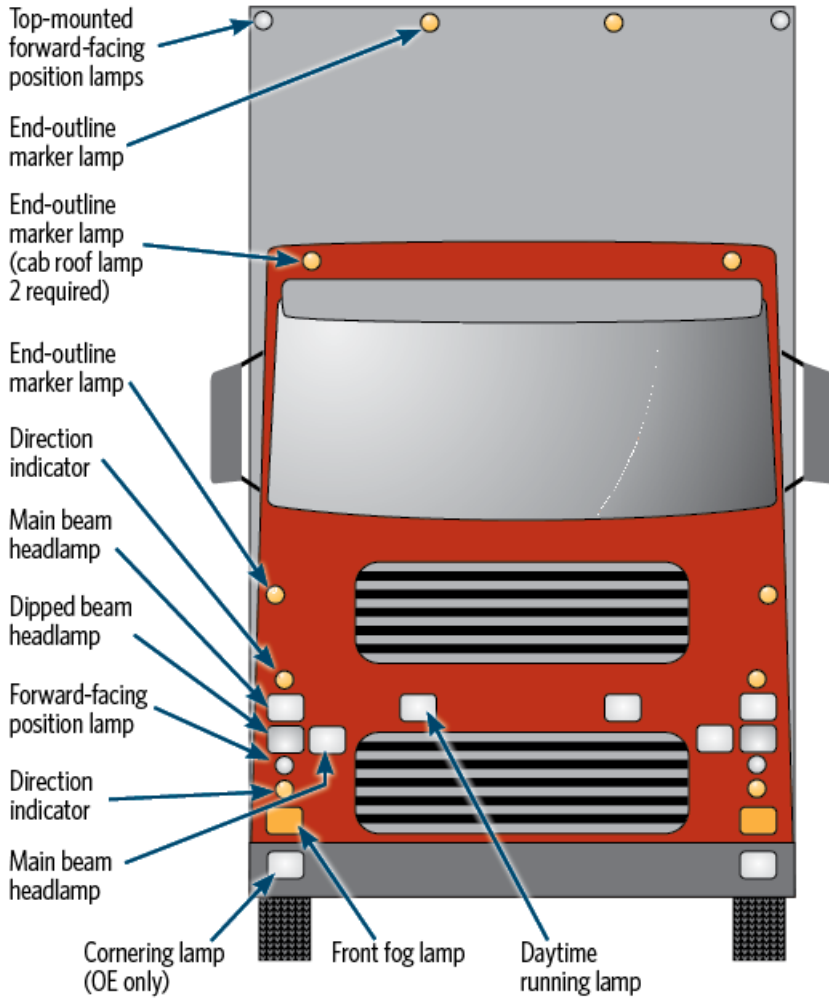 Top-mounted
forward-facing
position lamps
End-outline
marker lamp
End-outline
marker lamp
(cab roof lamp
2 required)
End-outline
marker lamp
Direction
indicator
Main beam
headlamp
Dipped beam
headlamp
Forward-facing
position lamp
Direction
indicator
Main beam
headlamp
Cornering lamp
(OE only)
Front fog lamp
Daytime
running lamp